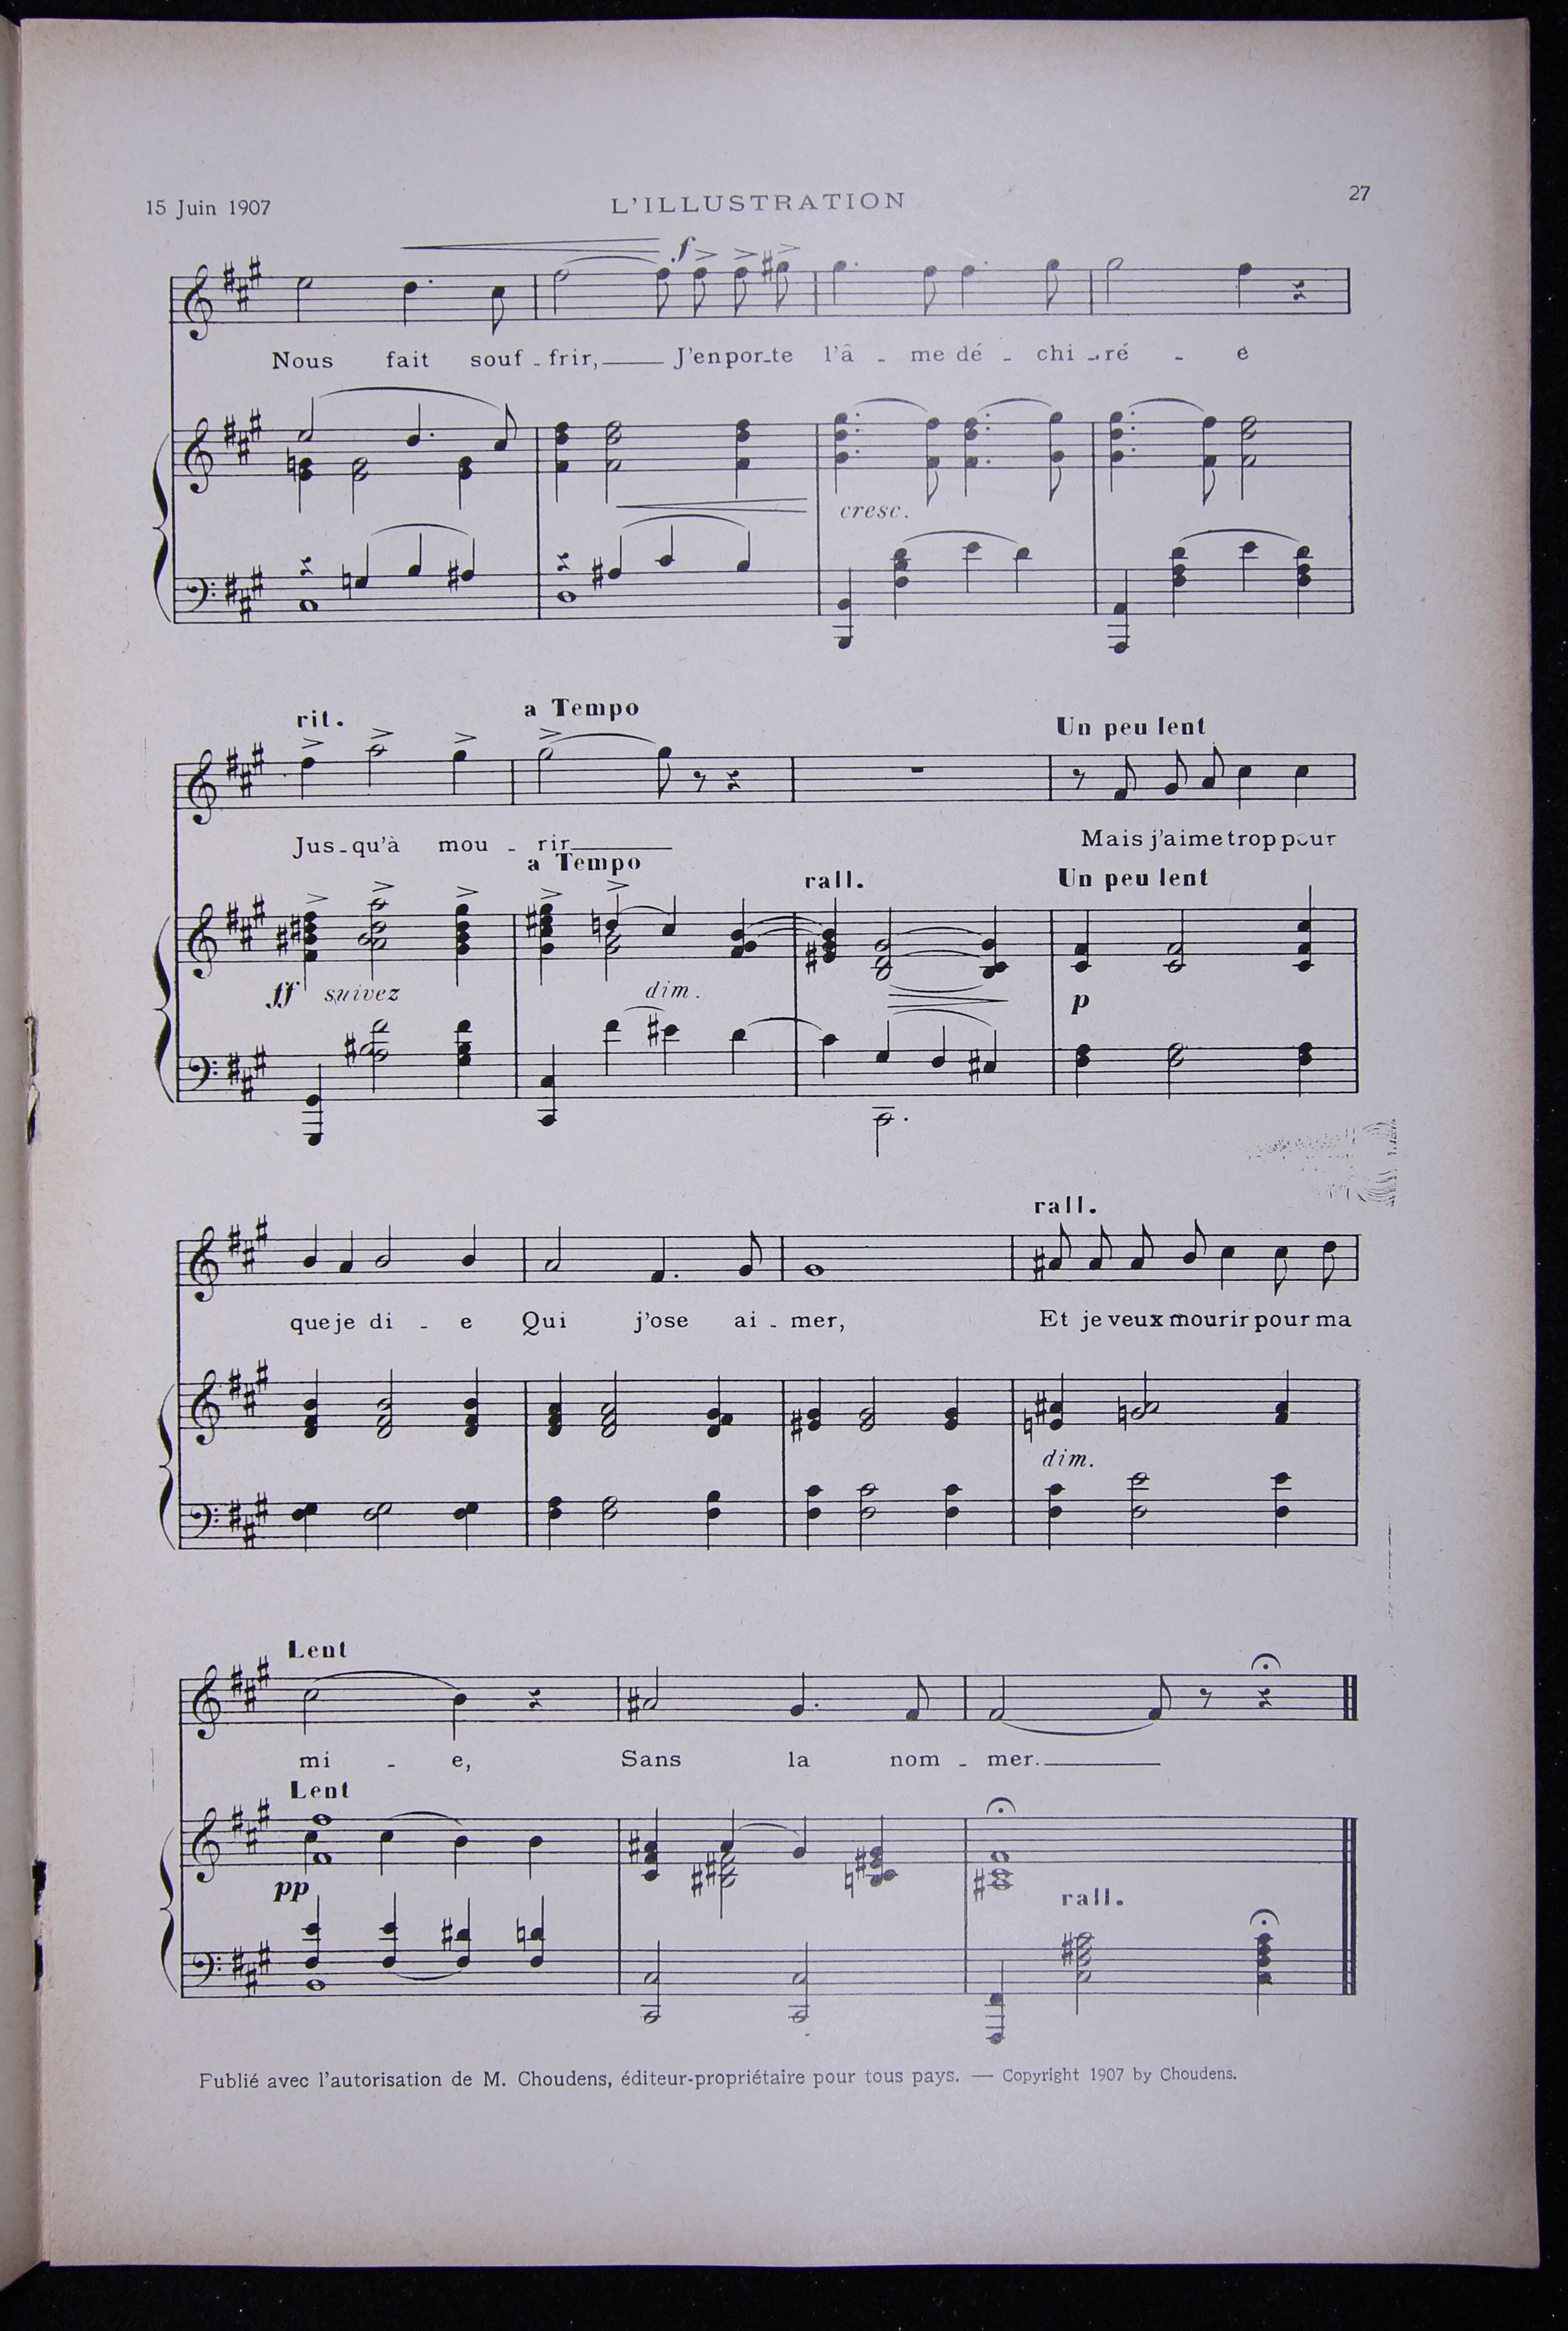 15 Juin 1907 L'ILLUSTRATION 27
f
Nous fait souf - frir, J'en por - te l'â - me dé - chi - ré - e
cresc.
rit. a Tempo Un peu lent
Jus - qu'à mou - rir Mais j'aime trop pour
a Tempo rall. Un peu lent
ff suivez dim. p
rall.
que je di - e Qui j'ose ai - mer, Et je veux mourir pour ma
dim.
Lent
mi - e, Sans la nom - mer.
Lent
pp rall.
Publié avec l'autorisation de M. Choudens, éditeur-propriétaire pour tous pays. — Copyright 1907 by Choudens.